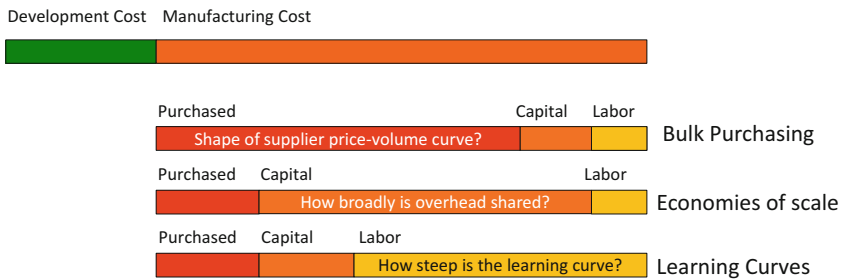 Development Cost Manufacturing Cost
Purchased Capital Labor
Shape of supplier price-volume curve? Bulk Purchasing
Purchased Capital Labor
How broadly is overhead shared? Economies of scale
Purchased Capital Labor
How steep is the learning curve? Learning Curves